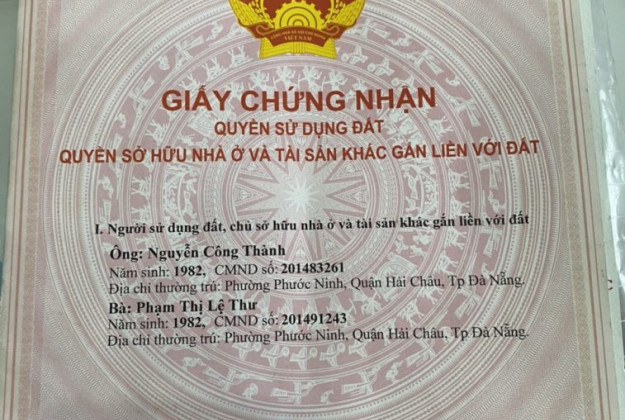 VIỆT NAM
GIẤY CHỨNG NHẬN
QUYỀN SỬ DỤNG ĐẤT
QUYỀN SỞ HỮU NHÀ Ở VÀ TÀI SẢN KHÁC GẮN LIỀN VỚI ĐẤT
I. Người sử dụng đất, chủ sở hữu nhà ở và tài sản khác gắn liền với đất
Ông: Nguyễn Công Thành
Năm sinh: 1982, CMND số: 201483261
Địa chỉ thường trú: Phường Phước Ninh, Quận Hải Châu, Tp Đà Nẵng.
Bà: Phạm Thị Lệ Thư
Năm sinh: 1982, CMND số: 201491243
Địa chỉ thường trú: Phường Phước Ninh, Quận Hải Châu, Tp Đà Nẵng.